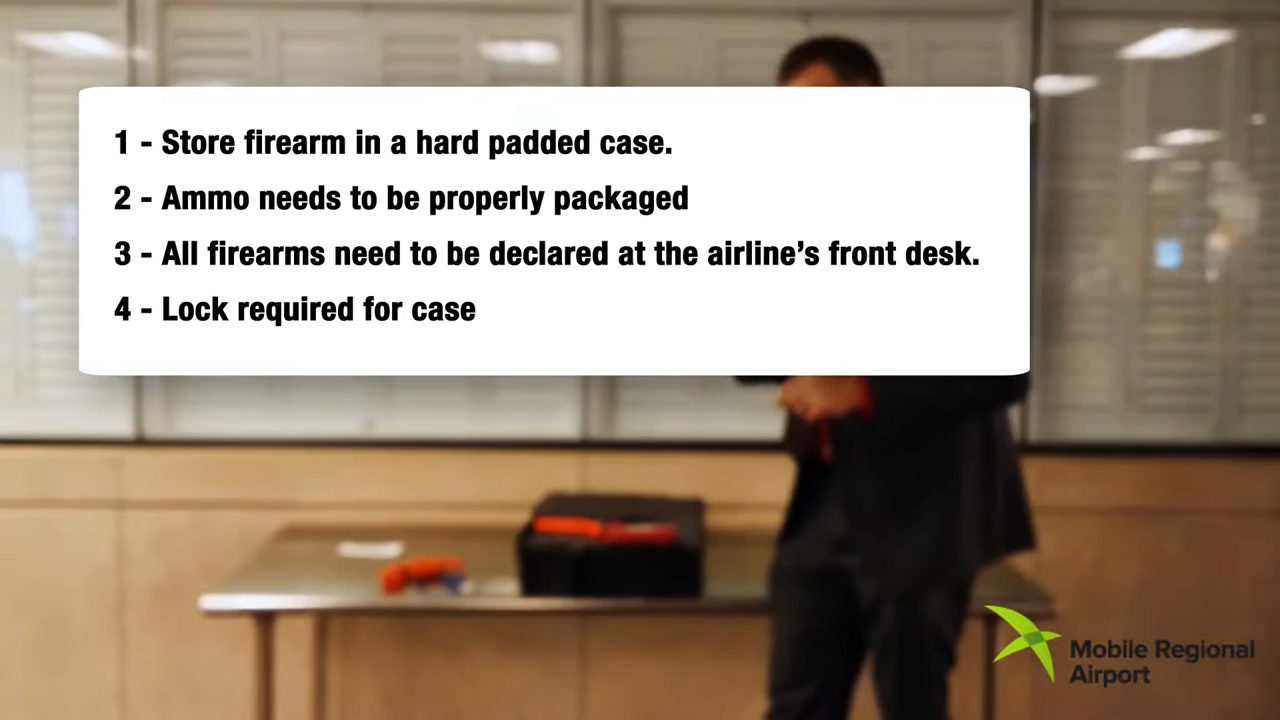 1 - Store firearm in a hard padded case.
2 - Ammo needs to be properly packaged
3 - All firearms need to be declared at the airline’s front desk.
4 - Lock required for case
Mobile Regional
Airport